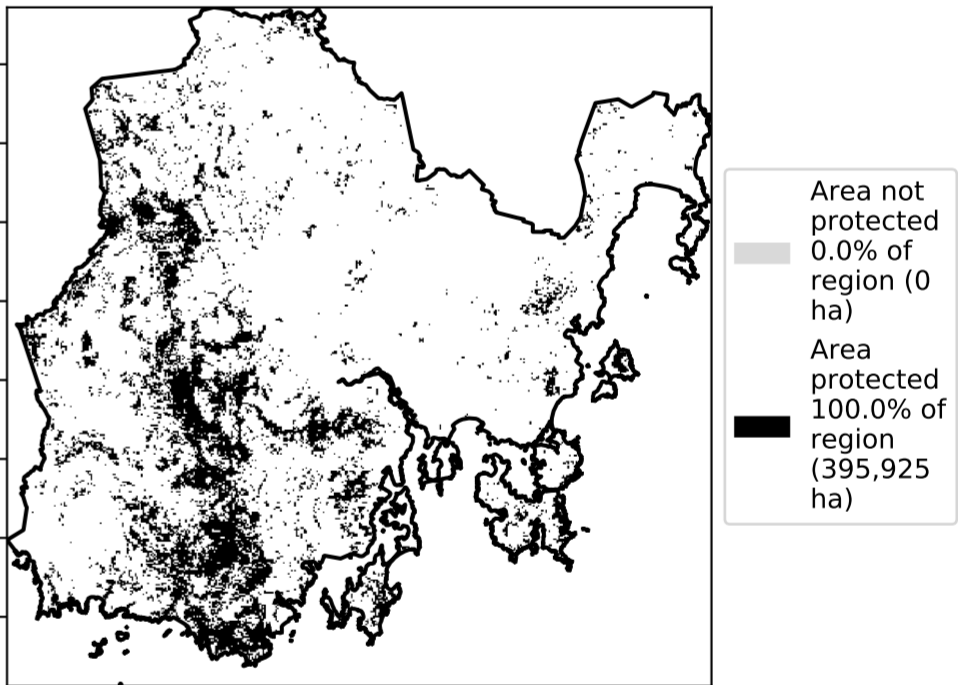 Area not
protected
0.0% of
region (0
ha)
Area
protected
100.0% of
region
(395,925
ha)